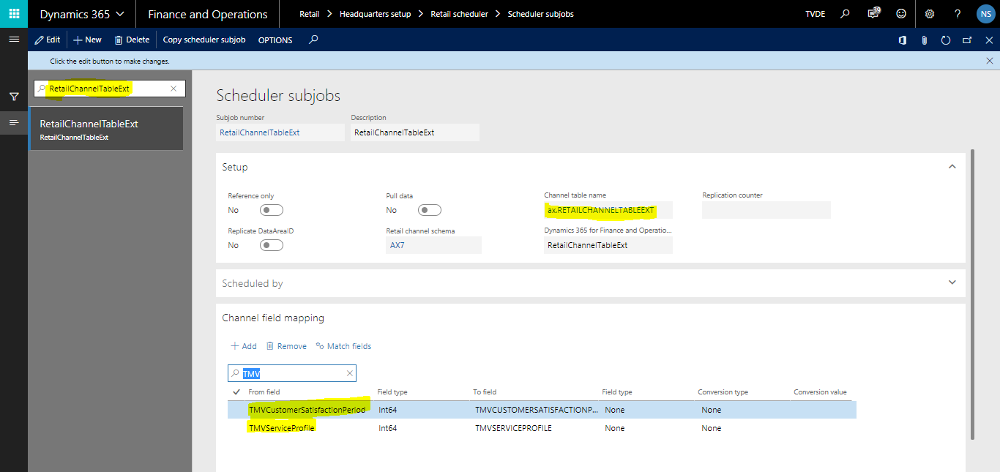 Dynamics 365 Finance and Operations Retail > Headquarters setup > Retail scheduler > Scheduler subjobs TVDE 39 ? NS
Edit + New Delete Copy scheduler subjob OPTIONS
Click the edit button to make changes.
RetailChannelTableExt
RetailChannelTableExt
RetailChannelTableExt
Scheduler subjobs
Subjob number Description
RetailChannelTableExt RetailChannelTableExt
Setup
Reference only Pull data Channel table name Replication counter
No No ax.RETAILCHANNELTABLEEXT
Replicate DataAreaID Retail channel schema Dynamics 365 for Finance and Operatio...
No AX7 RetailChannelTableExt
Scheduled by
Channel field mapping
+ Add Remove Match fields
TMV
From field Field type To field Field type Conversion type Conversion value
TMVCustomerSatisfactionPeriod Int64 TMVCUSTOMERSATISFACTIONP... None None
TMVServiceProfile Int64 TMVSERVICEPROFILE None None